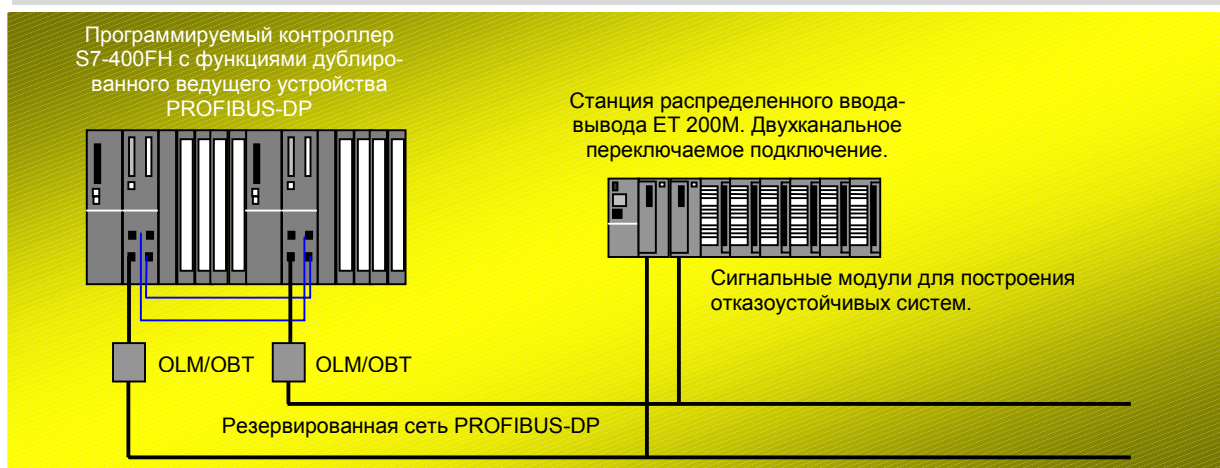 Программируемый контроллер
S7-400FH с функциями дублиро-
ванного ведущего устройства
PROFIBUS-DP
Станция распределенного ввода-
вывода ET 200M. Двухканальное
переключаемое подключение.
Сигнальные модули для построения
отказоустойчивых систем.
OLM/OBT
OLM/OBT
Резервированная сеть PROFIBUS-DP